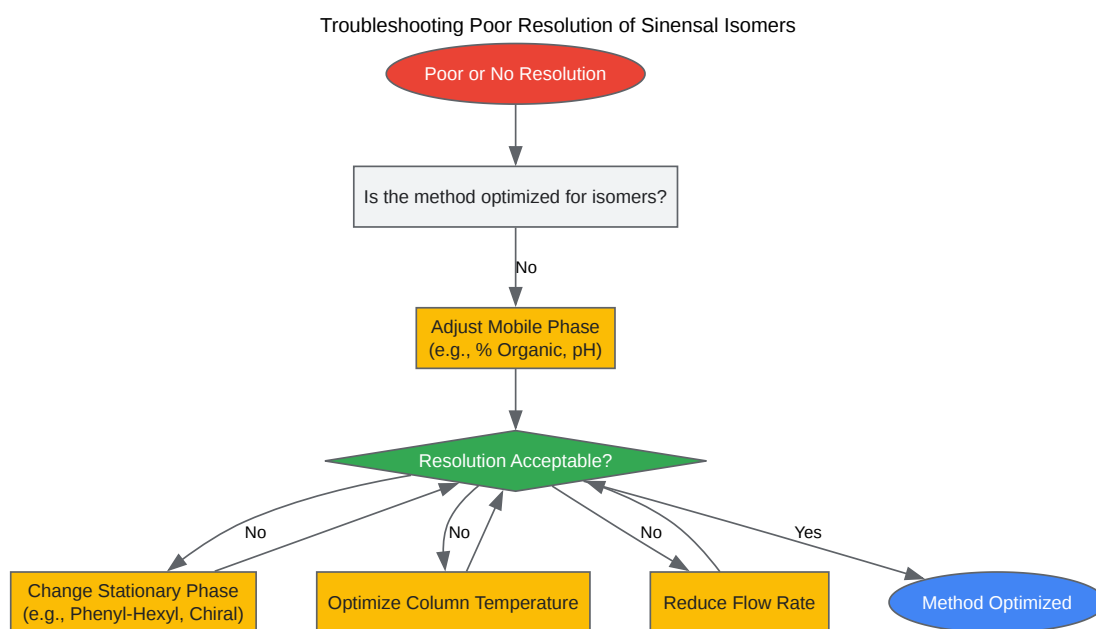 Troubleshooting Poor Resolution of Sinensal Isomers
Poor or No Resolution
Is the method optimized for isomers?
No
Adjust Mobile Phase
(e.g., % Organic, pH)
Resolution Acceptable?
No
No
No
Yes
Change Stationary Phase
(e.g., Phenyl-Hexyl, Chiral)
Optimize Column Temperature
Reduce Flow Rate
Method Optimized